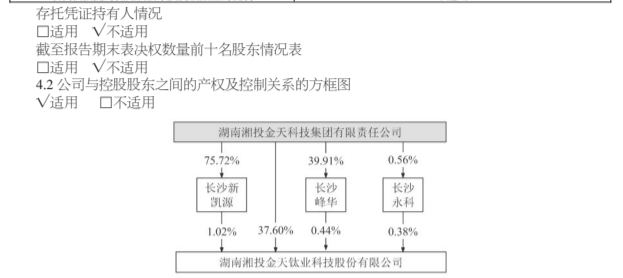 存托凭证持有人情况
□适用 √不适用
截至报告期末表决权数量前十名股东情况表
□适用 √不适用
4.2 公司与控股股东之间的产权及控制关系的方框图
√适用 □不适用
湖南湘投金天科技集团有限责任公司
75.72% 39.91% 0.56%
长沙新 长沙 长沙
凯源 峰华 永科
1.02% 37.60% 0.44% 0.38%
湖南湘投金天钛业科技股份有限公司